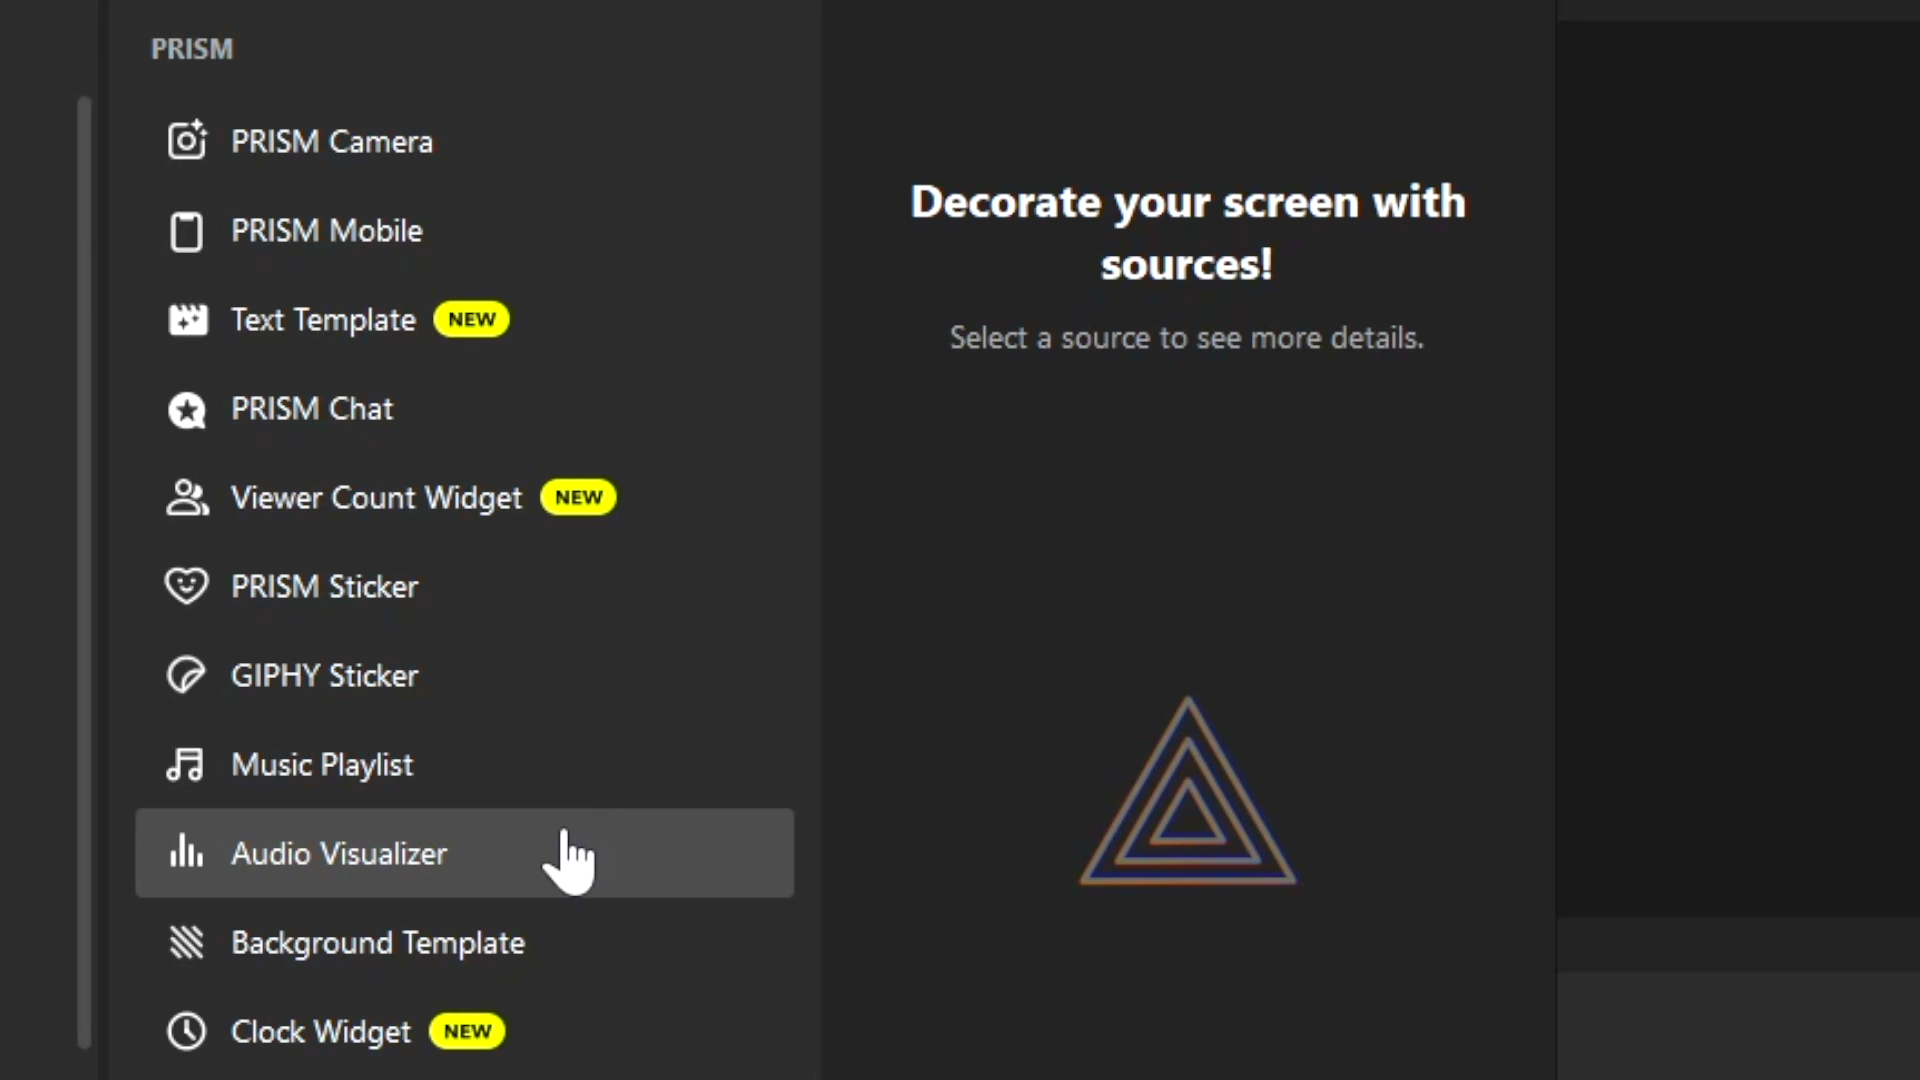 PRISM
PRISM Camera
PRISM Mobile
Text Template NEW
PRISM Chat
Viewer Count Widget NEW
PRISM Sticker
GIPHY Sticker
Music Playlist
Audio Visualizer
Background Template
Clock Widget NEW
Decorate your screen with
sources!
Select a source to see more details.